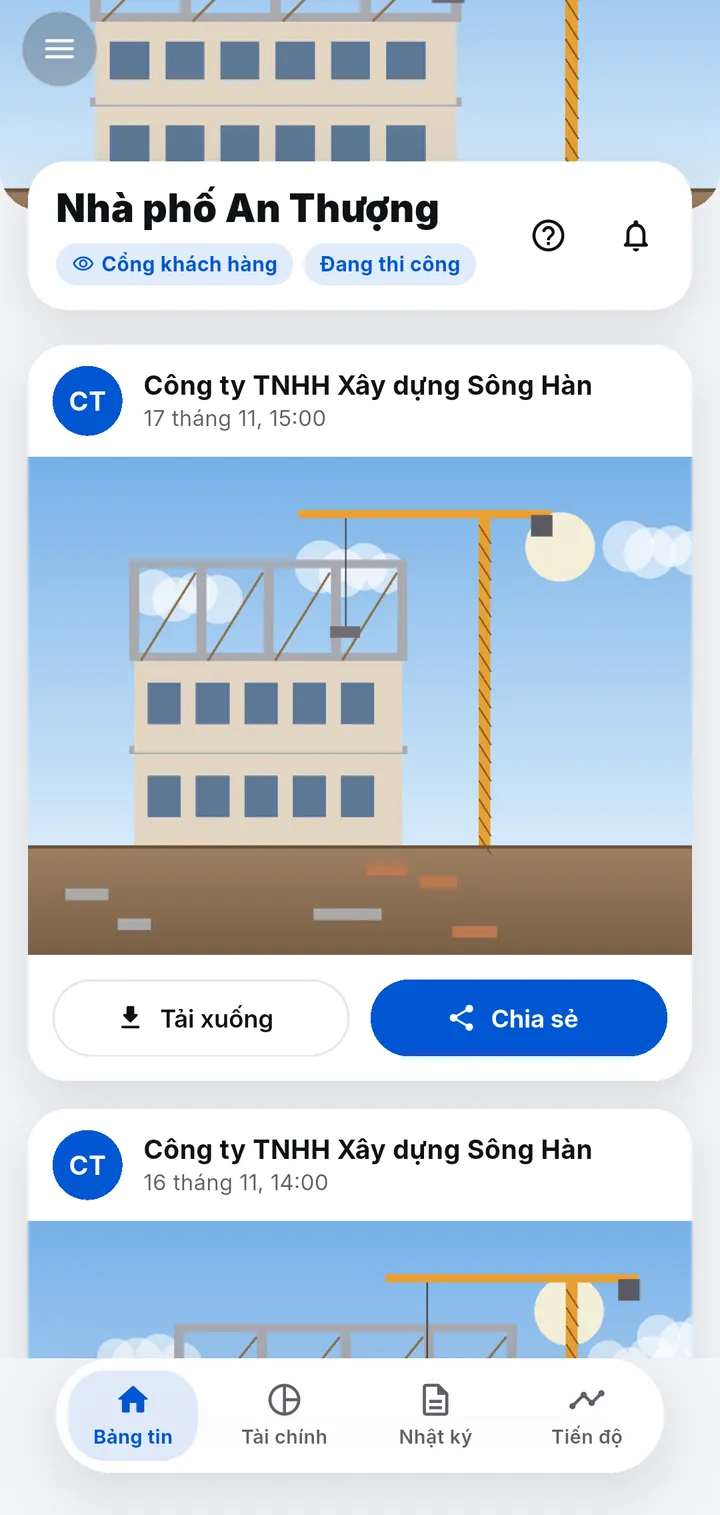 Nhà phố An Thượng
Cổng khách hàng
Đang thi công
CT
Công ty TNHH Xây dựng Sông Hàn
17 tháng 11, 15:00
Tải xuống
Chia sẻ
CT
Công ty TNHH Xây dựng Sông Hàn
16 tháng 11, 14:00
Bảng tin
Tài chính
Nhật ký
Tiến độ